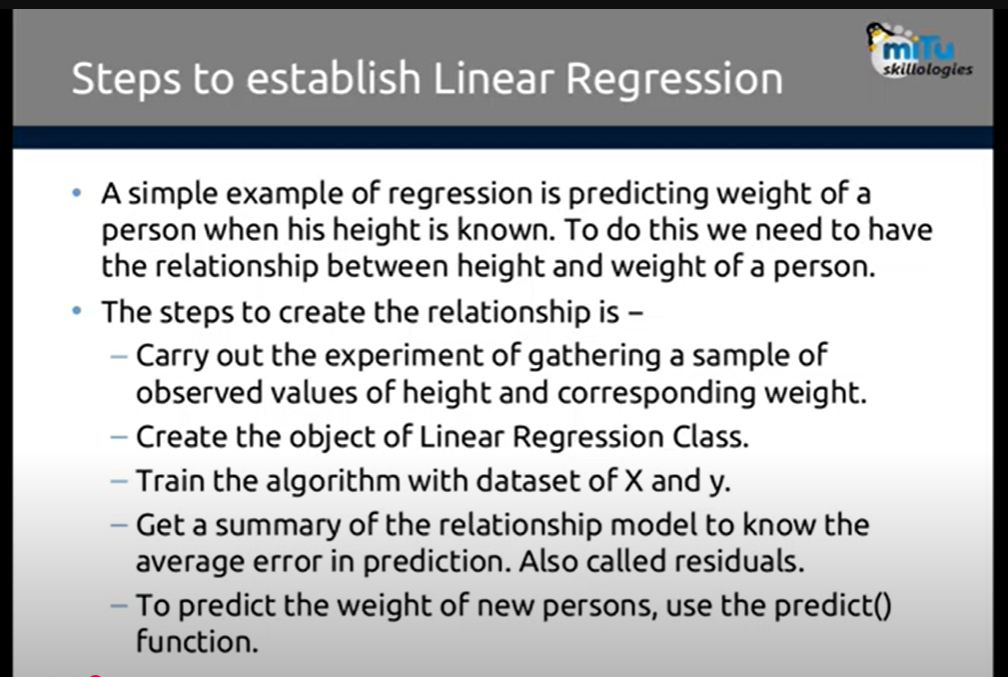 miTu
skillologies
Steps to establish Linear Regression
• A simple example of regression is predicting weight of a
person when his height is known. To do this we need to have
the relationship between height and weight of a person.
• The steps to create the relationship is –
– Carry out the experiment of gathering a sample of
observed values of height and corresponding weight.
– Create the object of Linear Regression Class.
– Train the algorithm with dataset of X and y.
– Get a summary of the relationship model to know the
average error in prediction. Also called residuals.
– To predict the weight of new persons, use the predict()
function.